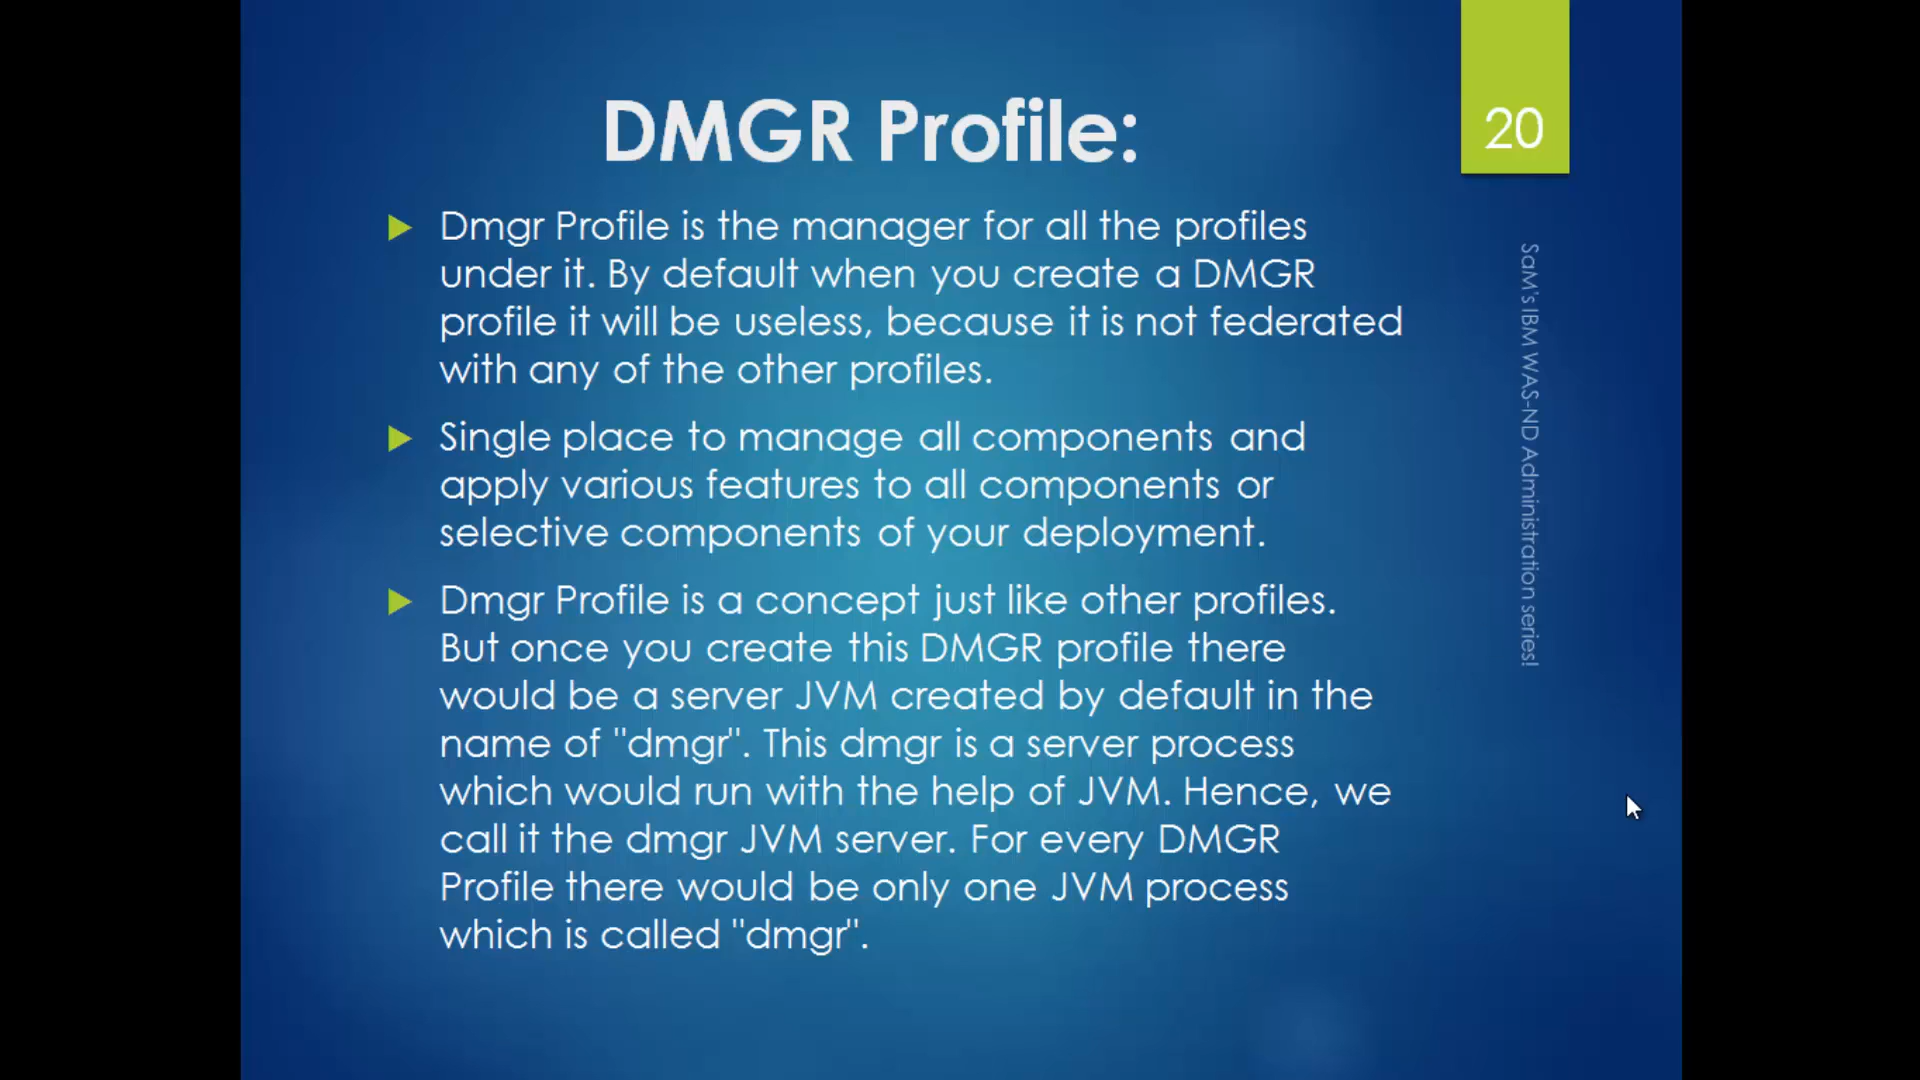 DMGR Profile:
20
Dmgr Profile is the manager for all the profiles
under it. By default when you create a DMGR
profile it will be useless, because it is not federated
with any of the other profiles.
Single place to manage all components and
apply various features to all components or
selective components of your deployment.
Dmgr Profile is a concept just like other profiles.
But once you create this DMGR profile there
would be a server JVM created by default in the
name of "dmgr". This dmgr is a server process
which would run with the help of JVM. Hence, we
call it the dmgr JVM server. For every DMGR
Profile there would be only one JVM process
which is called "dmgr".
SaM's IBM WAS-ND Administration series!